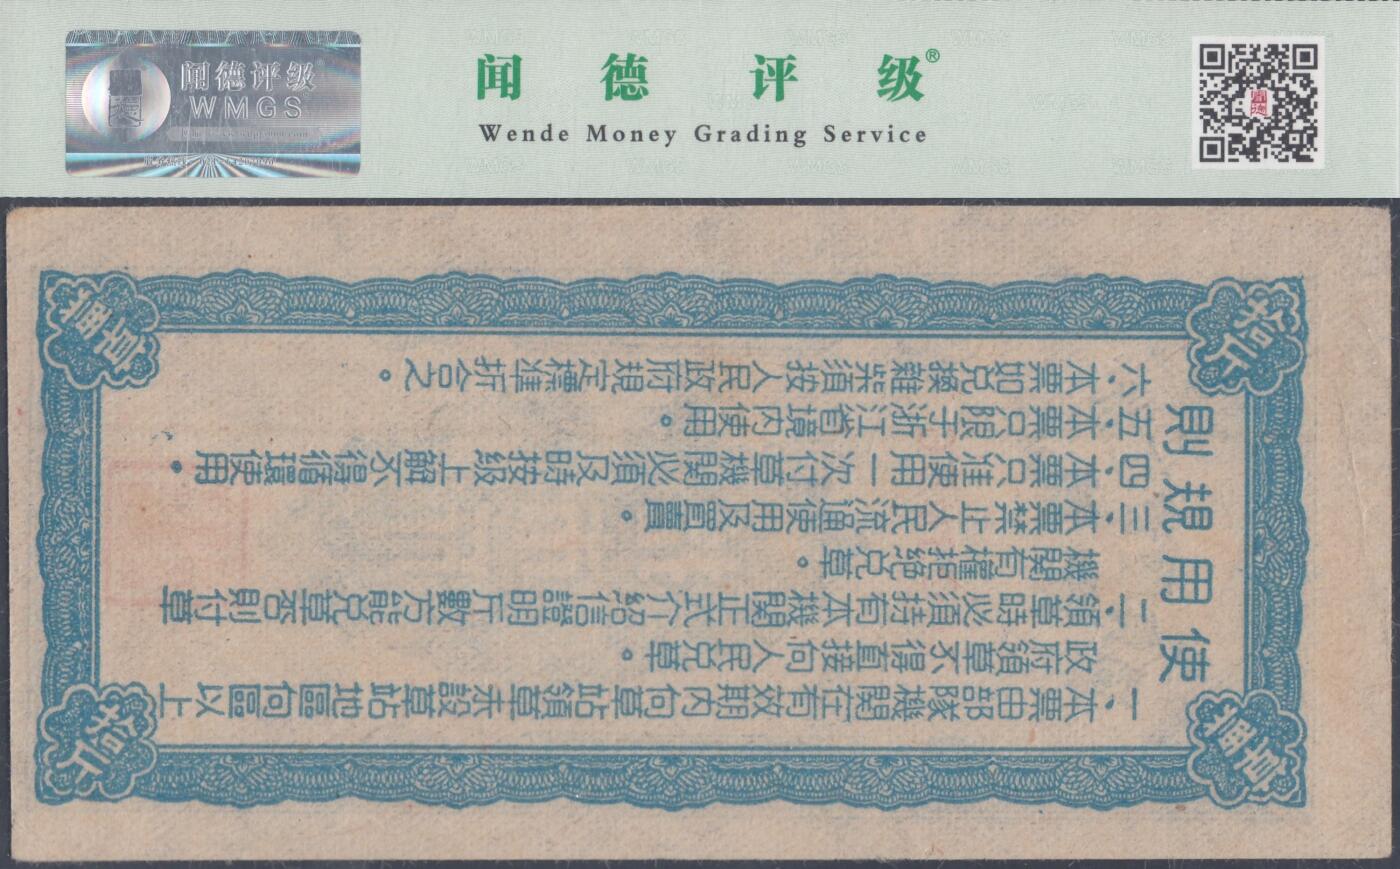 闻德评级
WMGS
闻德评级®
Wende Money Grading Service
使用規則
一．本票由部隊機關在有效期內向草站領草未設草站地區向區以上
政府領草不得直接向人民兌草。
二．領草時必須持有本機關正式介紹信證明斤數方能兌草否則付草
機關有權拒絕兌草。
三．本票禁止人民流通使用及買賣。
四．本票只准使用一次付草機關必須及時按級上解不得循環使用。
五．本票只限于浙江省境內使用。
六．本票如兌換雜柴須按人民政府規定標準折合之。
拾斤
拾斤